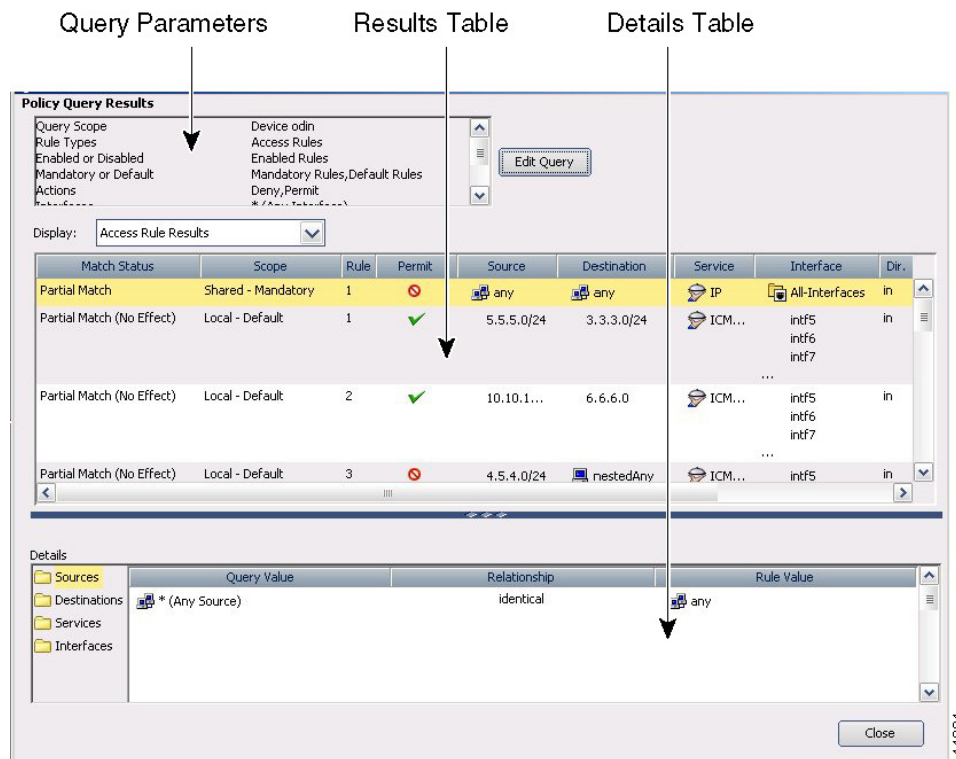 Query Parameters Results Table Details Table
Policy Query Results
Query Scope Device odin
Rule Types Access Rules
Enabled or Disabled Enabled Rules
Mandatory or Default Mandatory Rules,Default Rules
Actions Deny,Permit
Interfaces * (Any Interface)
Edit Query
Display: Access Rule Results
Match Status Scope Rule Permit Source Destination Service Interface Dir.
Partial Match Shared - Mandatory 1 any any IP All-Interfaces in
Partial Match (No Effect) Local - Default 1 5.5.5.0/24 3.3.3.0/24 ICM... intf5 in
intf6
intf7
...
Partial Match (No Effect) Local - Default 2 10.10.1... 6.6.6.0 ICM... intf5 in
intf6
intf7
...
Partial Match (No Effect) Local - Default 3 4.5.4.0/24 nestedAny ICM... intf5 in
Details
Sources Query Value Relationship Rule Value
Destinations * (Any Source) identical any
Services
Interfaces
Close